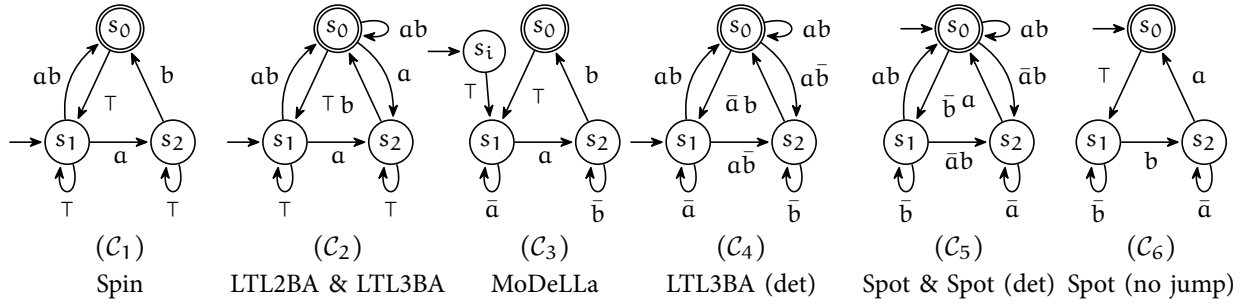 s₀ s₀ ab sᵢ s₀ s₀ ab s₀ ab s₀
ab ⊤ b ab ⊤ b a ⊤ ⊤ b ab ā b ab̄ ab b̄ a āb ⊤ a
s₁ a s₂ s₁ a s₂ s₁ a s₂ s₁ ab̄ s₂ s₁ āb s₂ s₁ b s₂
⊤ ⊤ ⊤ ⊤ ā b̄ ā b̄ b̄ ā b̄ ā
(𝒞₁) (𝒞₂) (𝒞₃) (𝒞₄) (𝒞₅) (𝒞₆)
Spin LTL2BA & LTL3BA MoDeLLa LTL3BA (det) Spot & Spot (det) Spot (no jump)